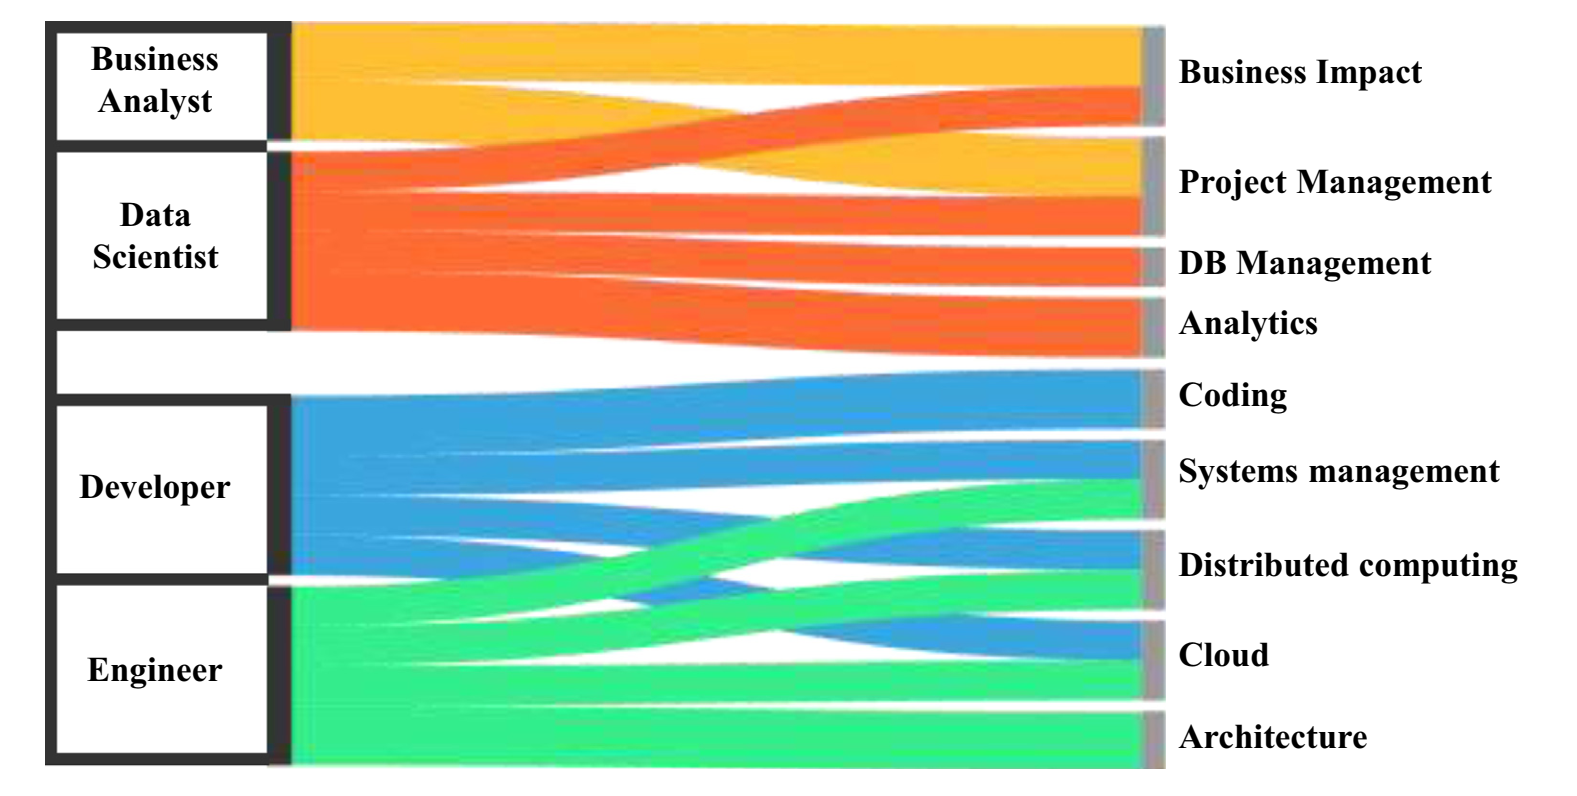 Business
Analyst
Data
Scientist
Developer
Engineer
Business Impact
Project Management
DB Management
Analytics
Coding
Systems management
Distributed computing
Cloud
Architecture